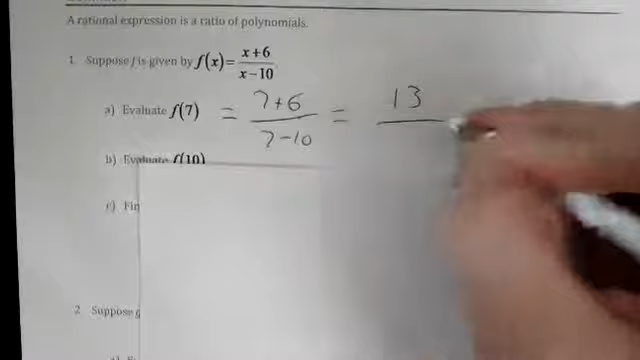 A rational expression is a ratio of polynomials.
1. Suppose f is given by f(x) = x+6 / x−10
a) Evaluate f(7) = 7+6 / 7−10 = 13
b) Evaluate f(10)
c)
2 Suppose